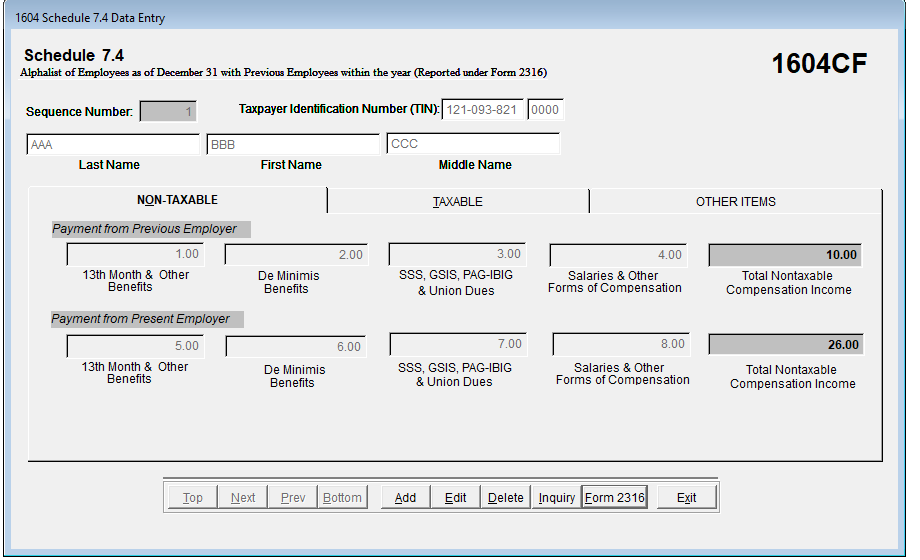 1604 Schedule 7.4 Data Entry
Schedule 7.4
1604CF
Alphalist of Employees as of December 31 with Previous Employees within the year (Reported under Form 2316)
Sequence Number: 1 Taxpayer Identification Number (TIN): 121-093-821 0000
AAA BBB CCC
Last Name First Name Middle Name
NON-TAXABLE TAXABLE OTHER ITEMS
Payment from Previous Employer
1.00 2.00 3.00 4.00 10.00
13th Month & Other Benefits
De Minimis Benefits
SSS, GSIS, PAG-IBIG & Union Dues
Salaries & Other Forms of Compensation
Total Nontaxable Compensation Income
Payment from Present Employer
5.00 6.00 7.00 8.00 26.00
13th Month & Other Benefits
De Minimis Benefits
SSS, GSIS, PAG-IBIG & Union Dues
Salaries & Other Forms of Compensation
Total Nontaxable Compensation Income
Top Next Prev Bottom Add Edit Delete Inquiry Form 2316 Exit